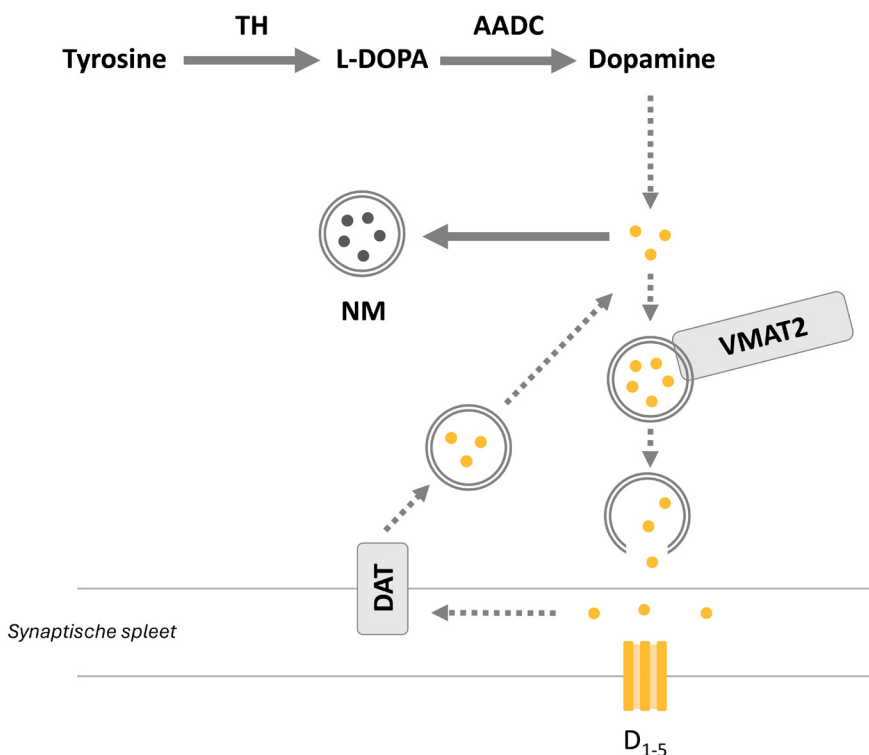 TH
AADC
Tyrosine
L-DOPA
Dopamine
NM
VMAT2
DAT
Synaptische spleet
D₁₋₅